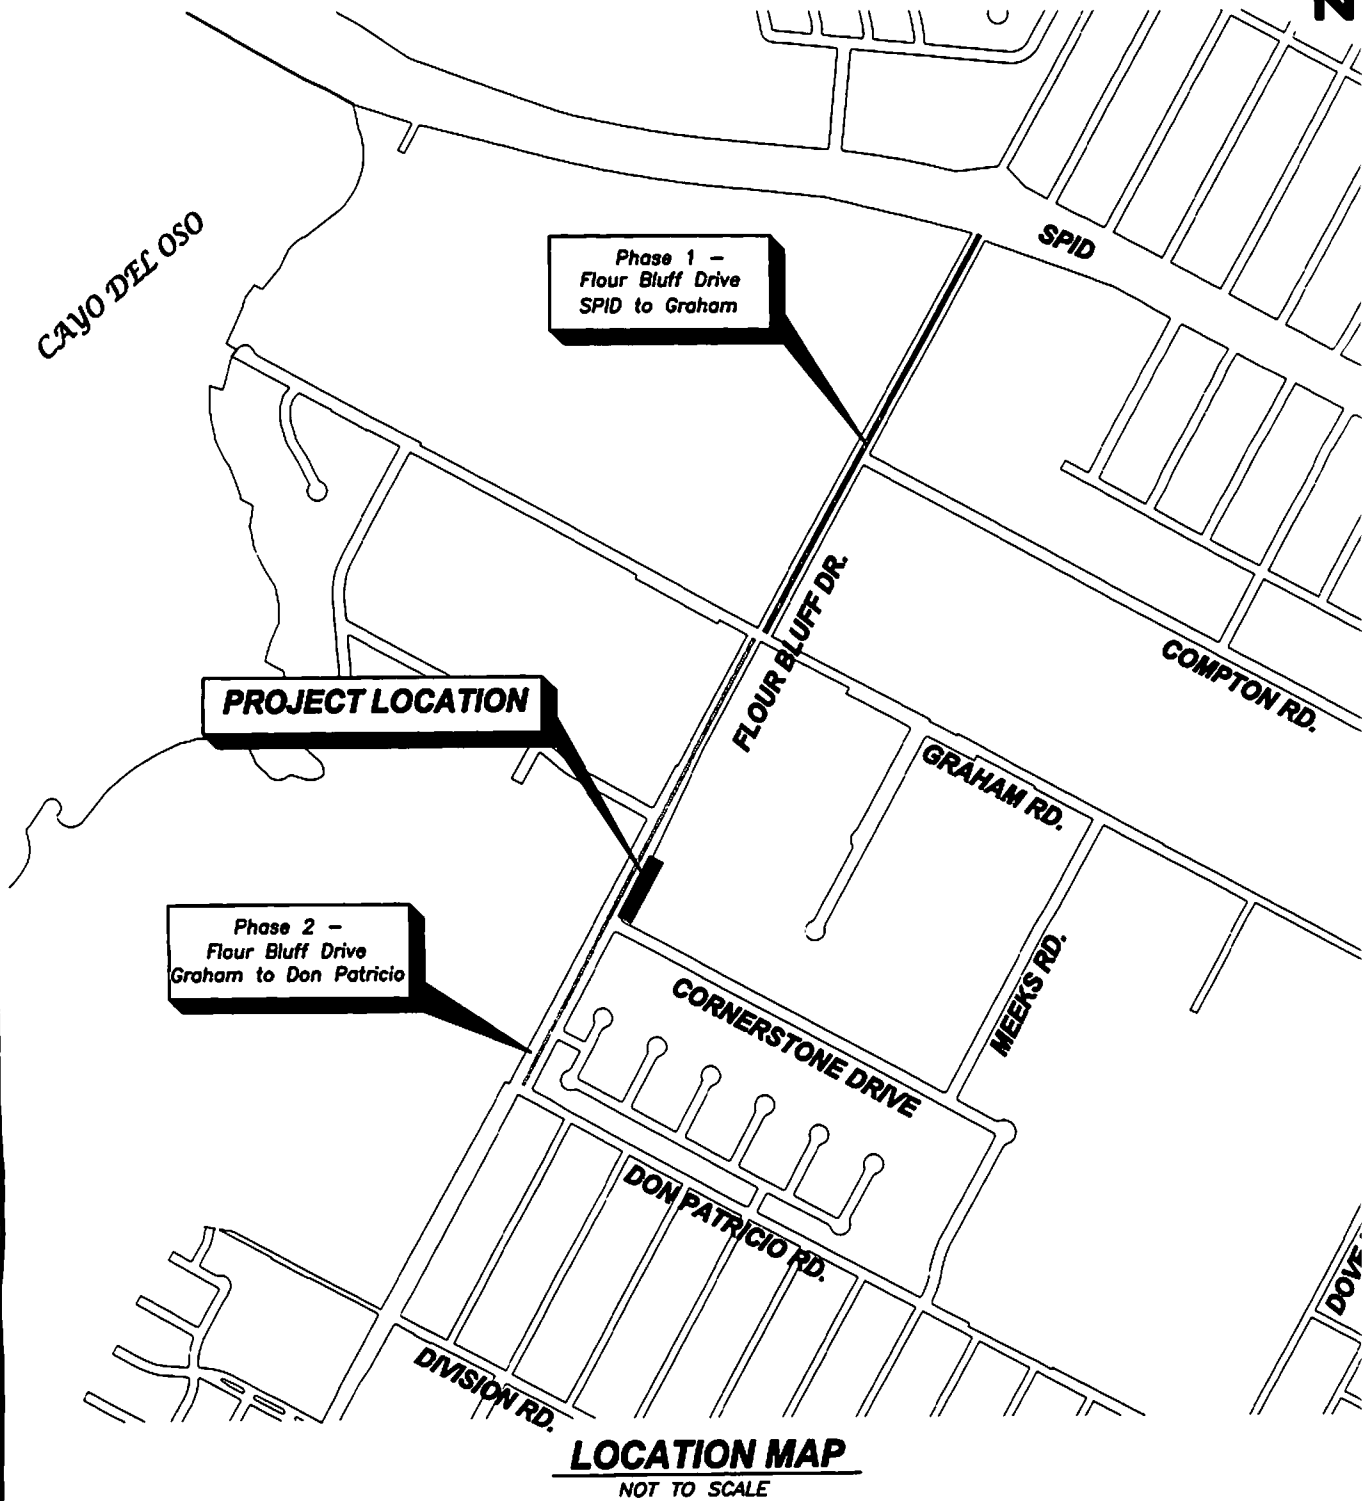 N
SPID
CAYO DEL OSO
Phase 1 –
Flour Bluff Drive
SPID to Graham
FLOUR BLUFF DR.
COMPTON RD.
PROJECT LOCATION
GRAHAM RD.
Phase 2 –
Flour Bluff Drive
Graham to Don Patricio
MEEKS RD.
CORNERSTONE DRIVE
DON PATRICIO RD.
DOVE
DIVISION RD.
LOCATION MAP
NOT TO SCALE